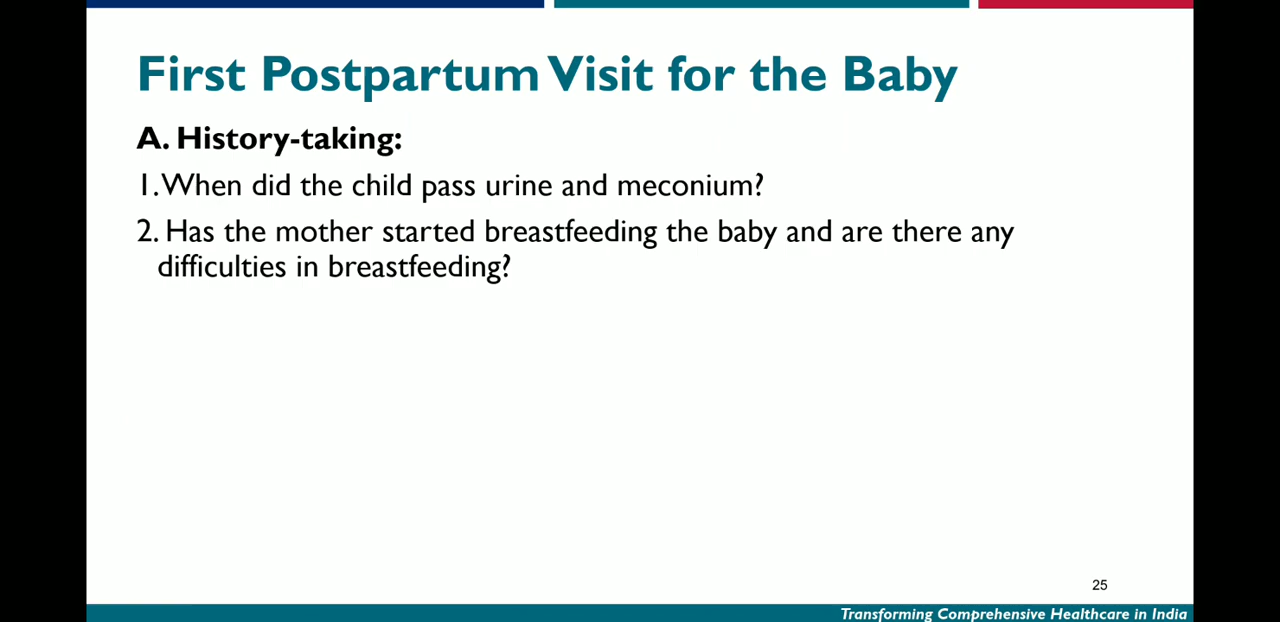 First Postpartum Visit for the Baby
A. History-taking:
1. When did the child pass urine and meconium?
2. Has the mother started breastfeeding the baby and are there any
difficulties in breastfeeding?
25
Transforming Comprehensive Healthcare in India